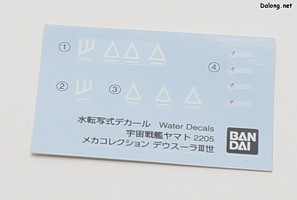 Dalong.net
①
④
②
③
水転写式デカール Water Decals
宇宙戦艦ヤマト 2205
メカコレクション デウスーラⅢ世
BAN
DAI